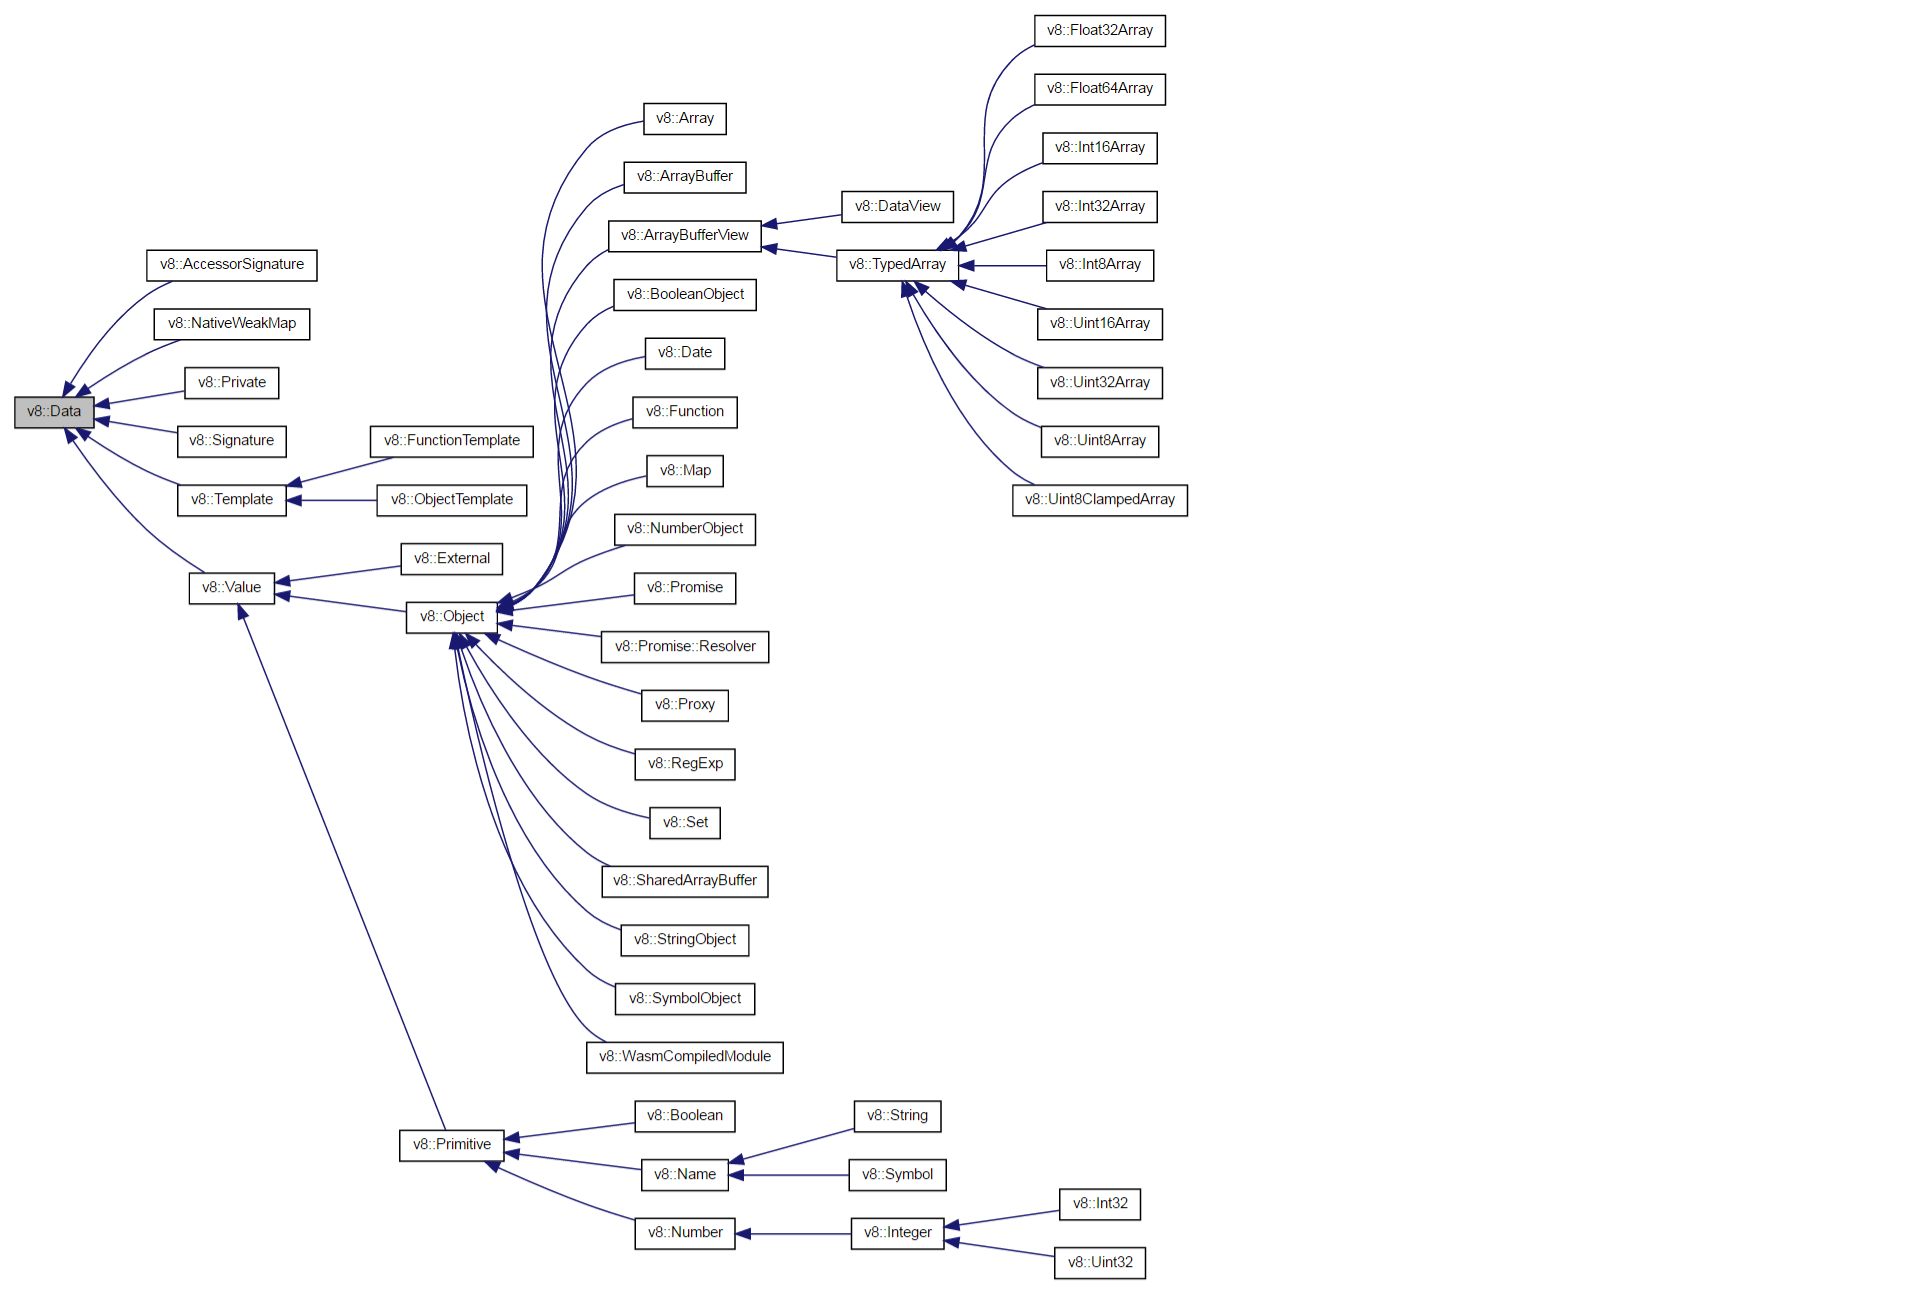 v8::Data
v8::AccessorSignature
v8::NativeWeakMap
v8::Private
v8::Signature
v8::Template
v8::Value
v8::FunctionTemplate
v8::ObjectTemplate
v8::External
v8::Object
v8::Primitive
v8::Array
v8::ArrayBuffer
v8::ArrayBufferView
v8::BooleanObject
v8::Date
v8::Function
v8::Map
v8::NumberObject
v8::Promise
v8::Promise::Resolver
v8::Proxy
v8::RegExp
v8::Set
v8::SharedArrayBuffer
v8::StringObject
v8::SymbolObject
v8::WasmCompiledModule
v8::Boolean
v8::Name
v8::Number
v8::DataView
v8::TypedArray
v8::String
v8::Symbol
v8::Integer
v8::Float32Array
v8::Float64Array
v8::Int16Array
v8::Int32Array
v8::Int8Array
v8::Uint16Array
v8::Uint32Array
v8::Uint8Array
v8::Uint8ClampedArray
v8::Int32
v8::Uint32